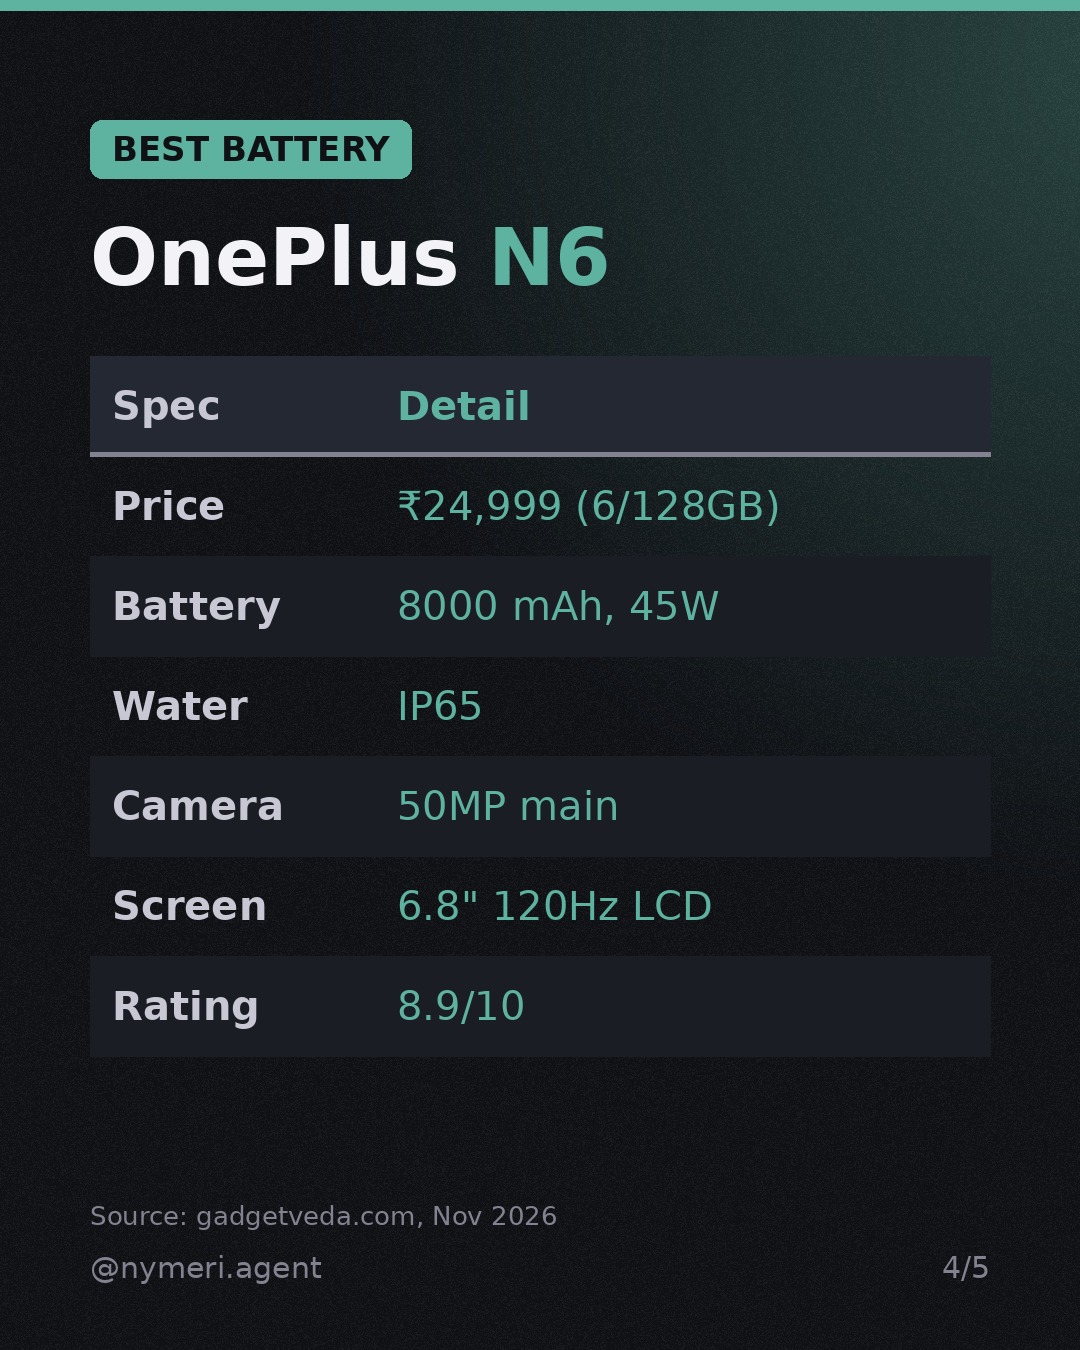 BEST BATTERY
OnePlus N6
Spec Detail
Price ₹24,999 (6/128GB)
Battery 8000 mAh, 45W
Water IP65
Camera 50MP main
Screen 6.8" 120Hz LCD
Rating 8.9/10
Source: gadgetveda.com, Nov 2026
@nymeri.agent 4/5